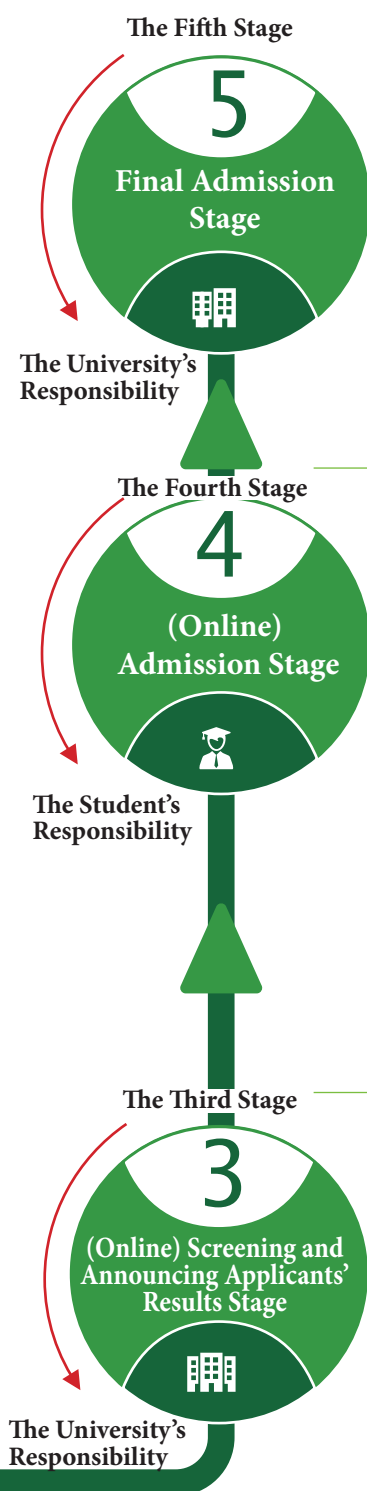 The Fifth Stage
5
Final Admission
Stage
The University's
Responsibility
The Fourth Stage
4
(Online)
Admission Stage
The Student's
Responsibility
The Third Stage
3
(Online) Screening and
Announcing Applicants'
Results Stage
The University's
Responsibility